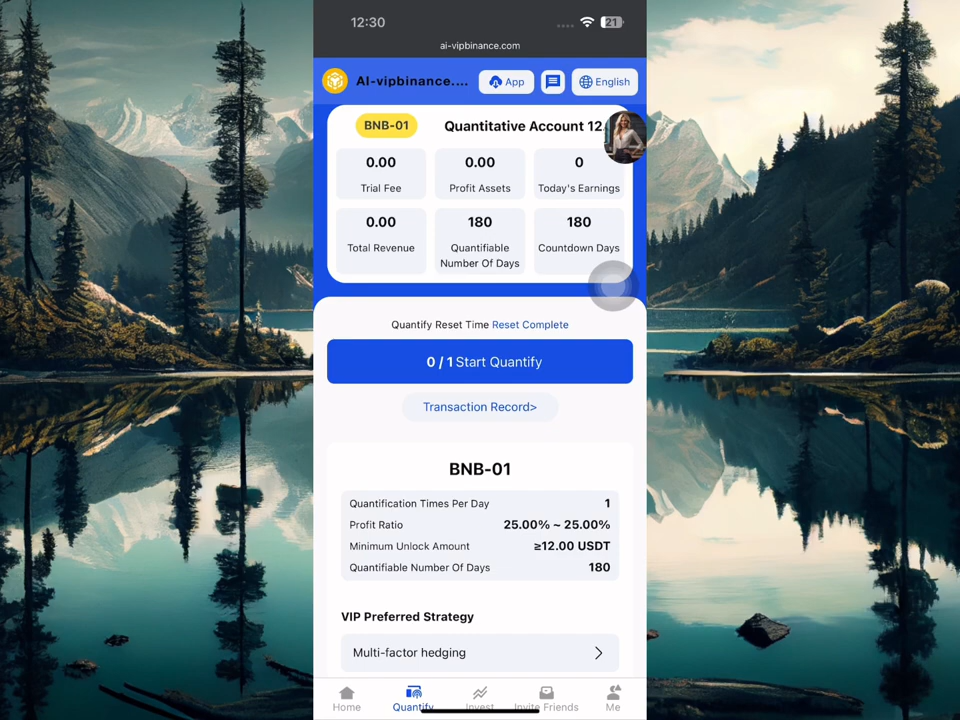 12:30
21
ai-vipbinance.com
AI-vipbinance....
App
English
BNB-01
Quantitative Account 12
0.00
0.00
0
Trial Fee
Profit Assets
Today's Earnings
0.00
180
180
Total Revenue
Quantifiable
Number Of Days
Countdown Days
Quantify Reset Time Reset Complete
0 / 1 Start Quantify
Transaction Record>
BNB-01
Quantification Times Per Day 1
Profit Ratio 25.00% ~ 25.00%
Minimum Unlock Amount ≥12.00 USDT
Quantifiable Number Of Days 180
VIP Preferred Strategy
Multi-factor hedging
Home
Quantify
Invest
Invite Friends
Me